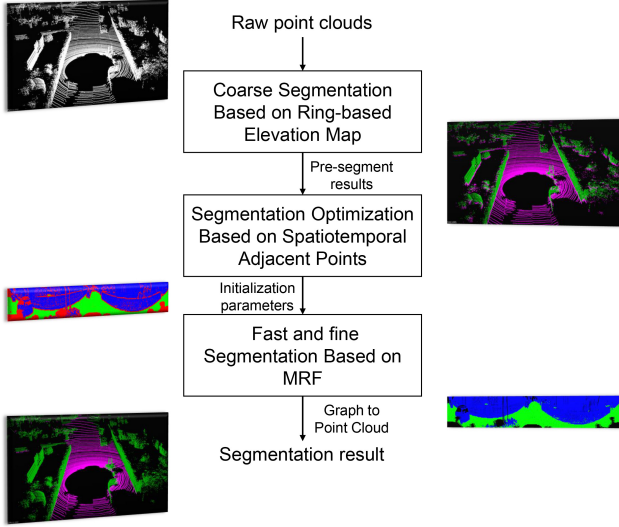 Raw point clouds
Coarse Segmentation
Based on Ring-based
Elevation Map
Pre-segment
results
Segmentation Optimization
Based on Spatiotemporal
Adjacent Points
Initialization
parameters
Fast and fine
Segmentation Based on
MRF
Graph to
Point Cloud
Segmentation result